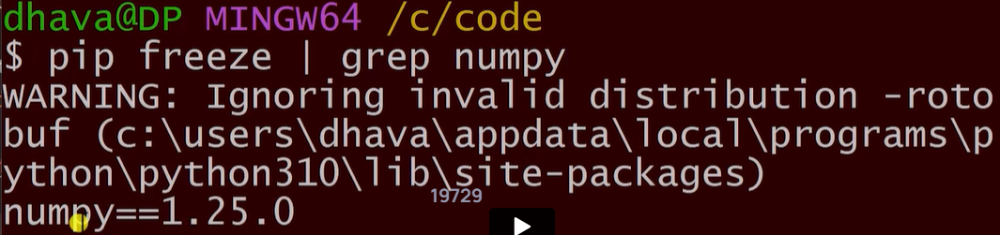 dhava@DP MINGW64 /c/code
$ pip freeze | grep numpy
WARNING: Ignoring invalid distribution -roto
buf (c:\users\dhava\appdata\local\programs\p
ython\python310\lib\site-packages)
19729
numpy==1.25.0